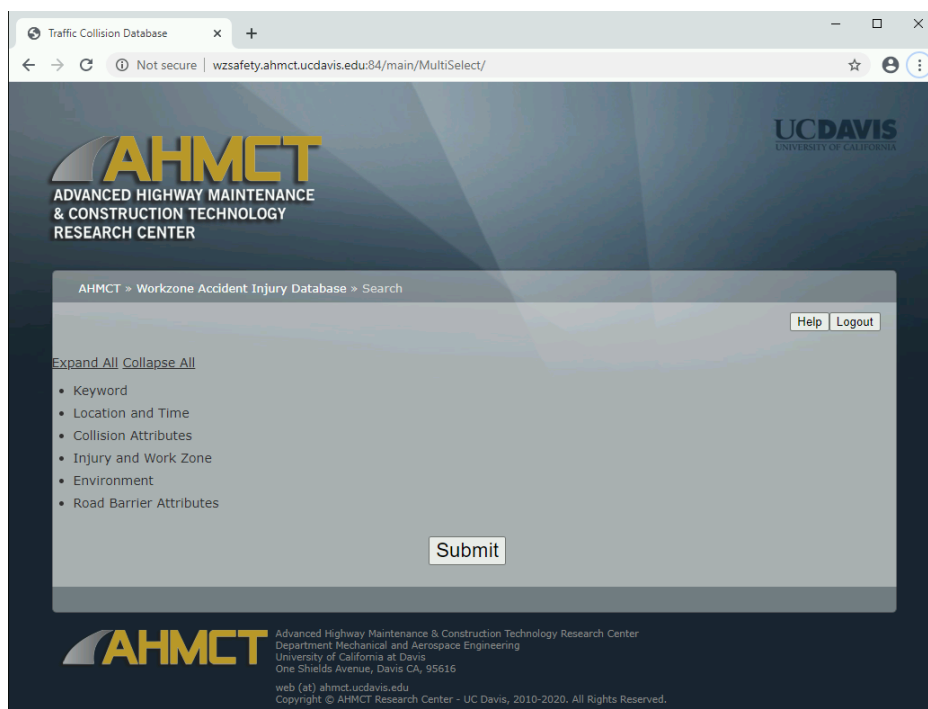 Traffic Collision Database
Not secure | wzsafety.ahmct.ucdavis.edu:84/main/MultiSelect/
UCDAVIS
UNIVERSITY OF CALIFORNIA
AHMCT
ADVANCED HIGHWAY MAINTENANCE
& CONSTRUCTION TECHNOLOGY
RESEARCH CENTER
AHMCT » Workzone Accident Injury Database » Search
Help Logout
Expand All Collapse All
• Keyword
• Location and Time
• Collision Attributes
• Injury and Work Zone
• Environment
• Road Barrier Attributes
Submit
AHMCT
Advanced Highway Maintenance & Construction Technology Research Center
Department Mechanical and Aerospace Engineering
University of California at Davis
One Shields Avenue, Davis CA, 95616
web (at) ahmct.ucdavis.edu
Copyright © AHMCT Research Center - UC Davis, 2010-2020. All Rights Reserved.